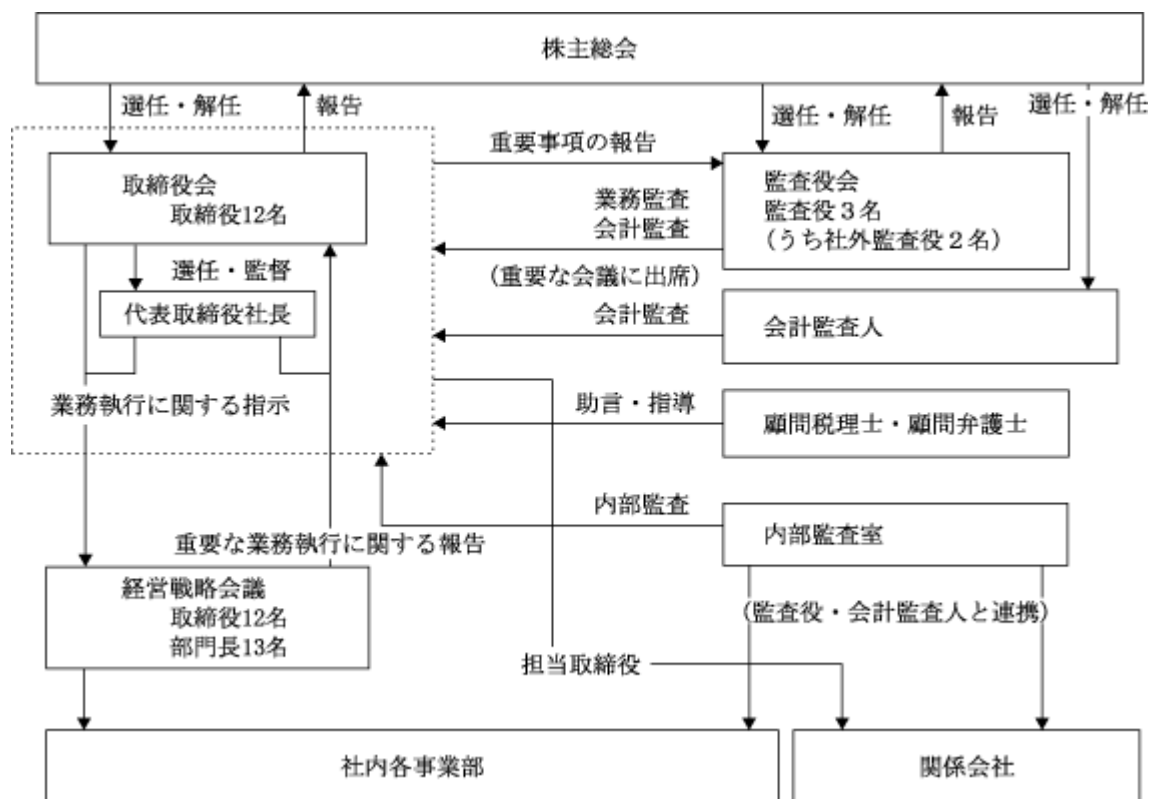 株主総会
選任・解任
報告
選任・解任
報告
選任・解任
重要事項の報告
取締役会
取締役12名
監査役会
監査役3名
(うち社外監査役2名)
業務監査
会計監査
(重要な会議に出席)
選任・監督
代表取締役社長
会計監査
会計監査人
業務執行に関する指示
助言・指導
顧問税理士・顧問弁護士
内部監査
内部監査室
重要な業務執行に関する報告
経営戦略会議
取締役12名
部門長13名
(監査役・会計監査人と連携)
担当取締役
社内各事業部
関係会社